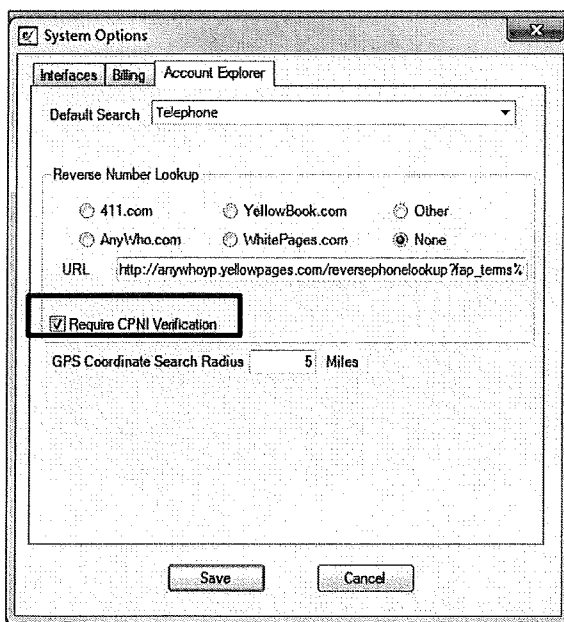 System Options
Interfaces Billing Account Explorer
Default Search Telephone
Reverse Number Lookup
411.com YellowBook.com Other
AnyWho.com WhitePages.com None
URL http://anywhoyp.yellowpages.com/reversephonelookup?fap_terms%
Require CPNI Verification
GPS Coordinate Search Radius 5 Miles
Save Cancel